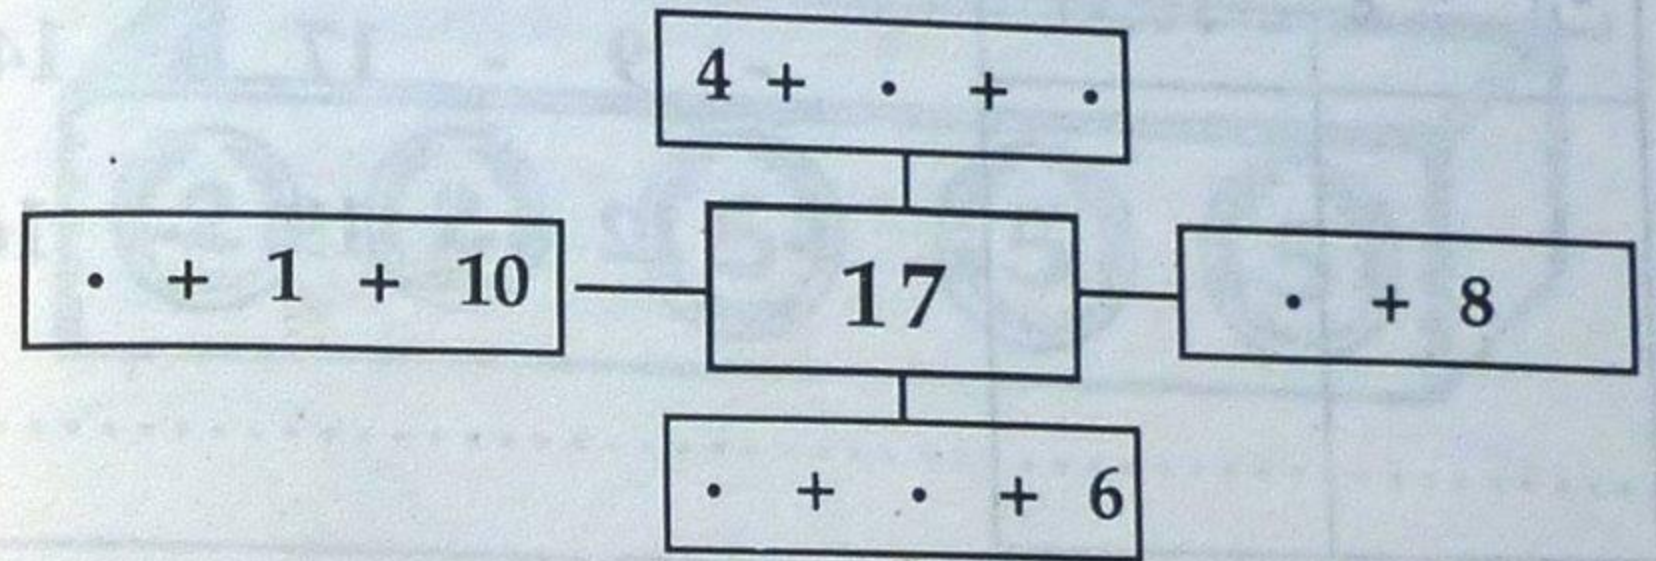 4 + . + .
. + 1 + 10
17
. + 8
. + . + 6